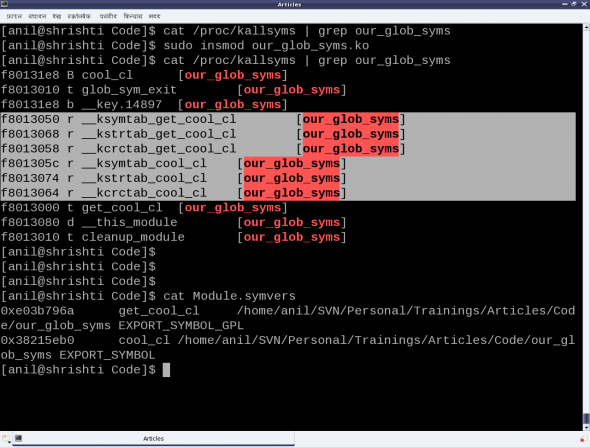 Articles
फ़ाइल संपादन देखें स्क्रॉलबैक पसंदीदा विन्यास मदद
[anil@shrishti Code]$ cat /proc/kallsyms | grep our_glob_syms
[anil@shrishti Code]$ sudo insmod our_glob_syms.ko
[anil@shrishti Code]$ cat /proc/kallsyms | grep our_glob_syms
f80131e8 B cool_cl [our_glob_syms]
f8013010 t glob_sym_exit [our_glob_syms]
f80131e8 b __key.14897 [our_glob_syms]
f8013050 r __ksymtab_get_cool_cl [our_glob_syms]
f8013068 r __kstrtab_get_cool_cl [our_glob_syms]
f8013058 r __kcrctab_get_cool_cl [our_glob_syms]
f801305c r __ksymtab_cool_cl [our_glob_syms]
f8013074 r __kstrtab_cool_cl [our_glob_syms]
f8013064 r __kcrctab_cool_cl [our_glob_syms]
f8013000 t get_cool_cl [our_glob_syms]
f8013080 d __this_module [our_glob_syms]
f8013010 t cleanup_module [our_glob_syms]
[anil@shrishti Code]$
[anil@shrishti Code]$
[anil@shrishti Code]$
[anil@shrishti Code]$ cat Module.symvers
0xe03b796a get_cool_cl /home/anil/SVN/Personal/Trainings/Articles/Cod
e/our_glob_syms EXPORT_SYMBOL_GPL
0x38215eb0 cool_cl /home/anil/SVN/Personal/Trainings/Articles/Code/our_gl
ob_syms EXPORT_SYMBOL
[anil@shrishti Code]$
Articles